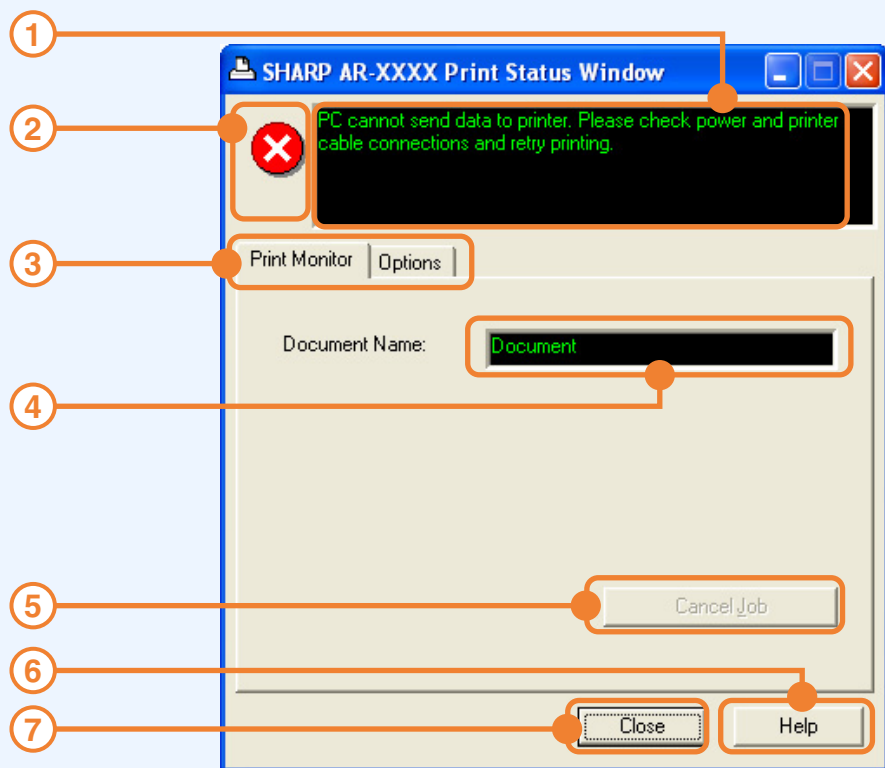 1
SHARP AR-XXXX Print Status Window
2
PC cannot send data to printer. Please check power and printer
cable connections and retry printing.
3
Print Monitor
Options
Document Name:
Document
4
5
Cancel Job
6
7
Close
Help